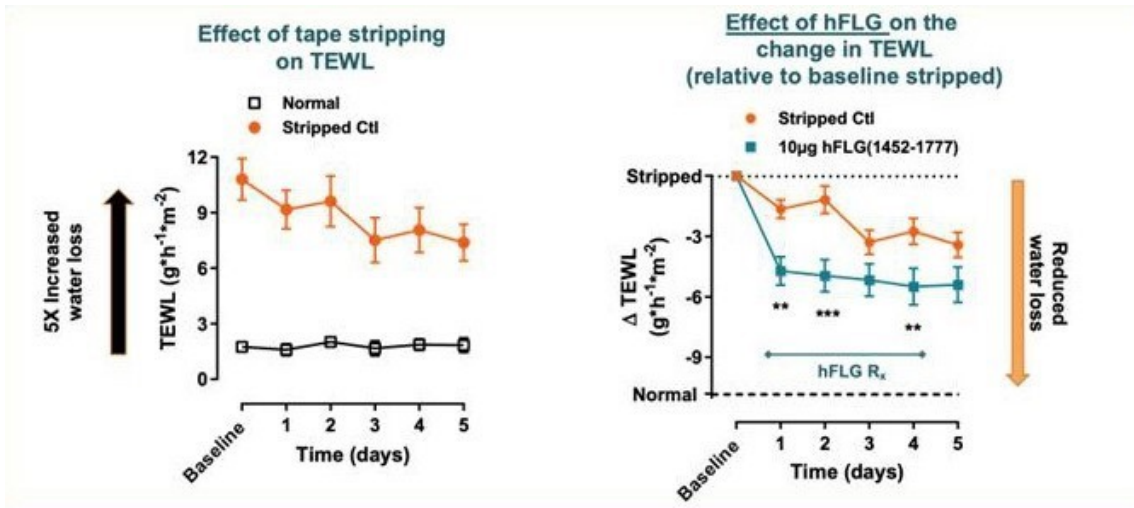 Effect of tape stripping
on TEWL
Normal
Stripped Ctl
12
9
6
3
0
TEWL (g*h⁻¹*m⁻²)
5X Increased
water loss
Baseline
1
2
3
4
5
Time (days)
Effect of hFLG on the
change in TEWL
(relative to baseline stripped)
Stripped Ctl
10µg hFLG(1452-1777)
Stripped
-3
-6
-9
Normal
Δ TEWL
(g*h⁻¹*m⁻²)
**
***
**
hFLG Rₓ
Baseline
1
2
3
4
5
Time (days)
Reduced
water loss